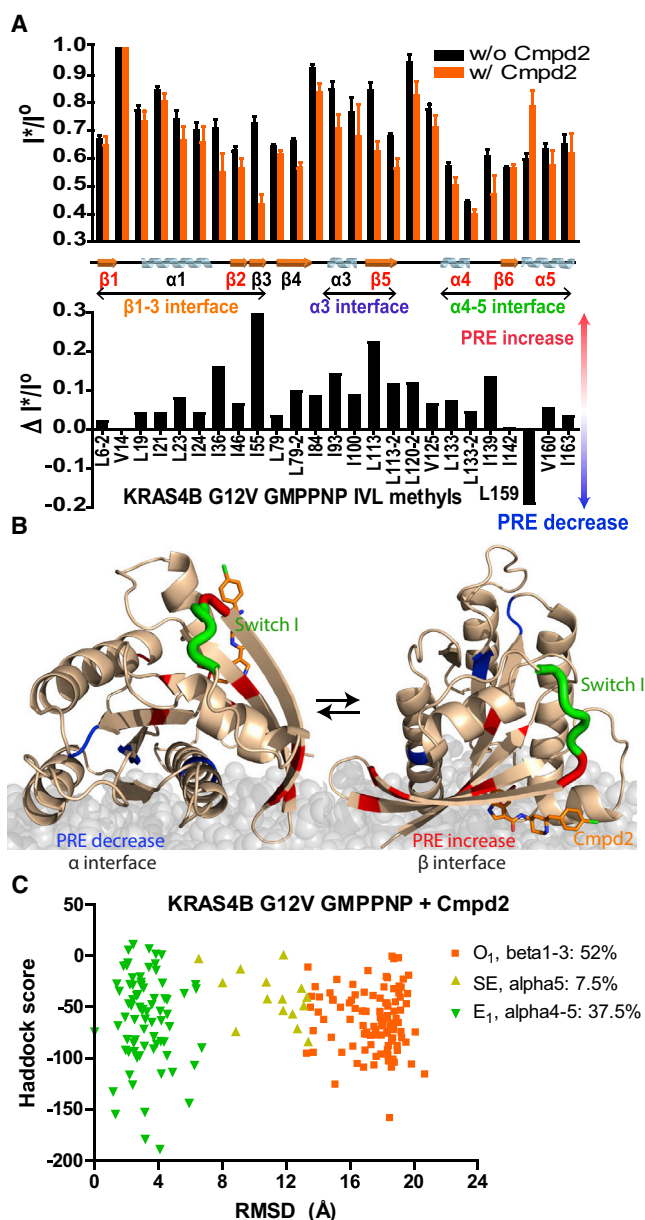 A
w/o Cmpd2
w/ Cmpd2
I*/I⁰
1.0
0.9
0.8
0.7
0.6
0.5
0.4
0.3
β1 α1 β2 β3 β4 α3 β5 α4 β6 α5
β1-3 interface α3 interface α4-5 interface
Δ I*/I⁰
0.3
0.2
0.1
0.0
-0.1
-0.2
PRE increase
L6-2 V14 L19 I21 L23 I24 I36 I46 I55 L79 L79-2 I84 I93 I100 L113 L113-2 L120-2 V125 L133 L133-2 I139 I142 L159 V160 I163
KRAS4B G12V GMPPNP IVL methyls
PRE decrease
B
Switch I
Switch I
PRE decrease
α interface
PRE increase
β interface
Cmpd2
C
KRAS4B G12V GMPPNP + Cmpd2
Haddock score
50
0
-50
-100
-150
-200
O₁, beta1-3: 52%
SE, alpha5: 7.5%
E₁, alpha4-5: 37.5%
0 4 8 12 16 20 24
RMSD (Å)